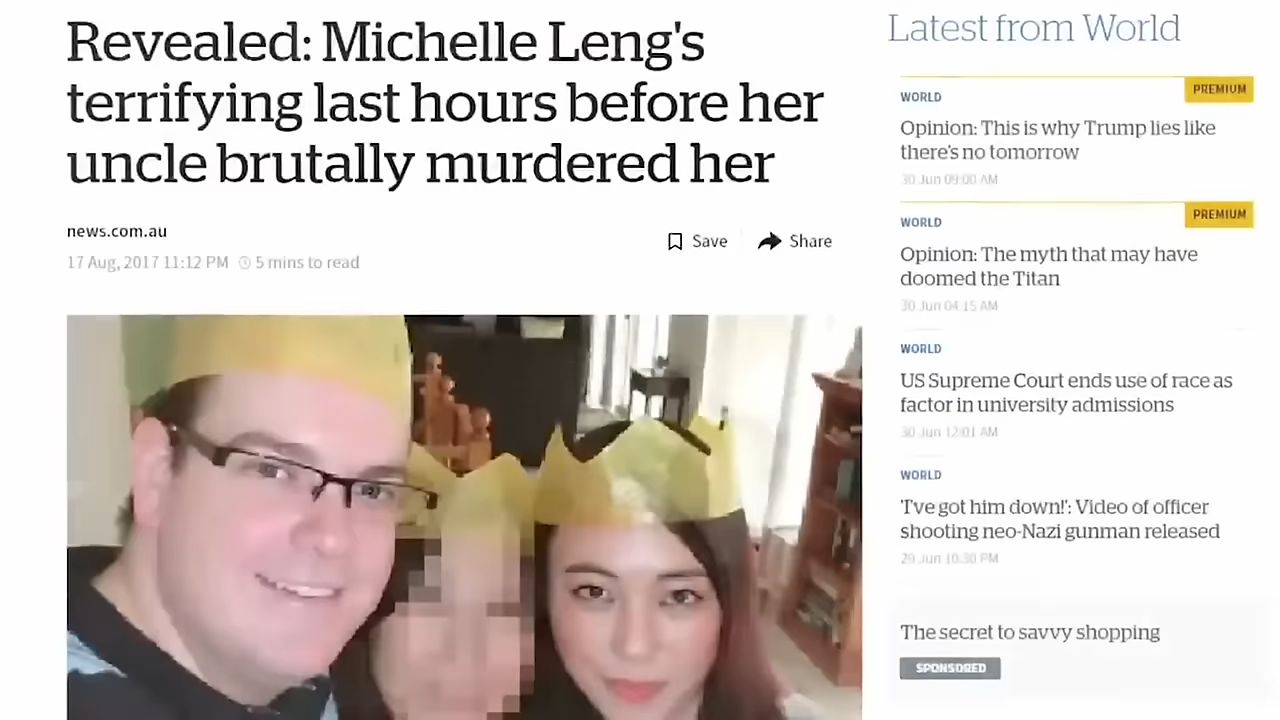 Revealed: Michelle Leng's
terrifying last hours before her
uncle brutally murdered her
news.com.au
17 Aug, 2017 11:12 PM
5 mins to read
Save
Share
Latest from World
PREMIUM
WORLD
Opinion: This is why Trump lies like
there's no tomorrow
30 Jun 09:00 AM
PREMIUM
WORLD
Opinion: The myth that may have
doomed the Titan
30 Jun 04:15 AM
WORLD
US Supreme Court ends use of race as
factor in university admissions
30 Jun 12:01 AM
WORLD
'I've got him down!': Video of officer
shooting neo-Nazi gunman released
29 Jun 10:30 PM
The secret to savvy shopping
SPONSORED